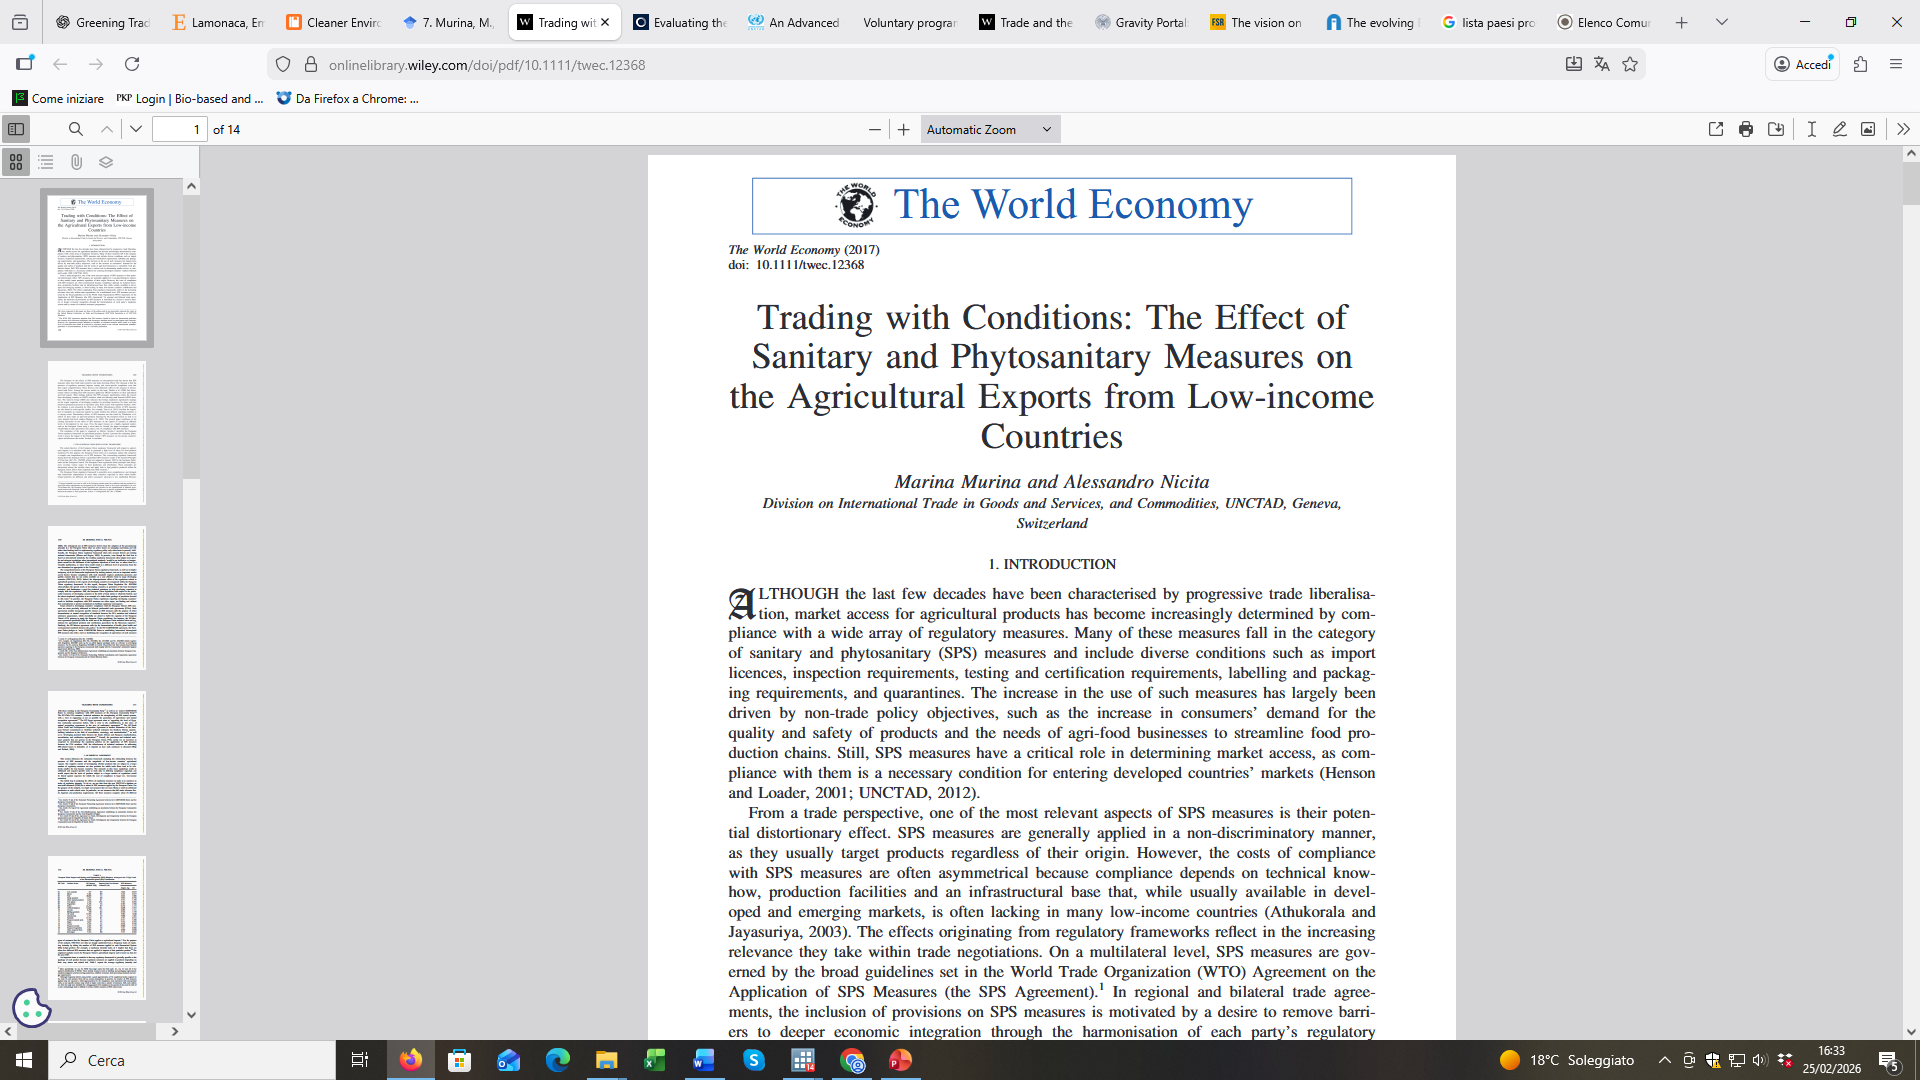 Greening Trad
Lamonaca, Em
Cleaner Enviro
7. Murina, M.,
Trading wit
Evaluating the
An Advanced
Voluntary progran
Trade and the
Gravity Portal
The vision on
The evolving
lista paesi pro
Elenco Comu
onlinelibrary.wiley.com/doi/pdf/10.1111/twec.12368
Accedi
Come iniziare
PKP Login | Bio-based and ...
Da Firefox a Chrome: ...
1 of 14
Automatic Zoom
THE WORLD ECONOMY
The World Economy
The World Economy (2017)
doi: 10.1111/twec.12368
Trading with Conditions: The Effect of
Sanitary and Phytosanitary Measures on
the Agricultural Exports from Low-income
Countries
Marina Murina and Alessandro Nicita
Division on International Trade in Goods and Services, and Commodities, UNCTAD, Geneva,
Switzerland
1. INTRODUCTION
ALTHOUGH the last few decades have been characterised by progressive trade liberalisa-
tion, market access for agricultural products has become increasingly determined by com-
pliance with a wide array of regulatory measures. Many of these measures fall in the category
of sanitary and phytosanitary (SPS) measures and include diverse conditions such as import
licences, inspection requirements, testing and certification requirements, labelling and packag-
ing requirements, and quarantines. The increase in the use of such measures has largely been
driven by non-trade policy objectives, such as the increase in consumers’ demand for the
quality and safety of products and the needs of agri-food businesses to streamline food pro-
duction chains. Still, SPS measures have a critical role in determining market access, as com-
pliance with them is a necessary condition for entering developed countries’ markets (Henson
and Loader, 2001; UNCTAD, 2012).
From a trade perspective, one of the most relevant aspects of SPS measures is their poten-
tial distortionary effect. SPS measures are generally applied in a non-discriminatory manner,
as they usually target products regardless of their origin. However, the costs of compliance
with SPS measures are often asymmetrical because compliance depends on technical know-
how, production facilities and an infrastructural base that, while usually available in devel-
oped and emerging markets, is often lacking in many low-income countries (Athukorala and
Jayasuriya, 2003). The effects originating from regulatory frameworks reflect in the increasing
relevance they take within trade negotiations. On a multilateral level, SPS measures are gov-
erned by the broad guidelines set in the World Trade Organization (WTO) Agreement on the
Application of SPS Measures (the SPS Agreement).1 In regional and bilateral trade agree-
ments, the inclusion of provisions on SPS measures is motivated by a desire to remove barri-
ers to deeper economic integration through the harmonisation of each party’s regulatory
Cerca
18°C Soleggiato
16:33
25/02/2026
5